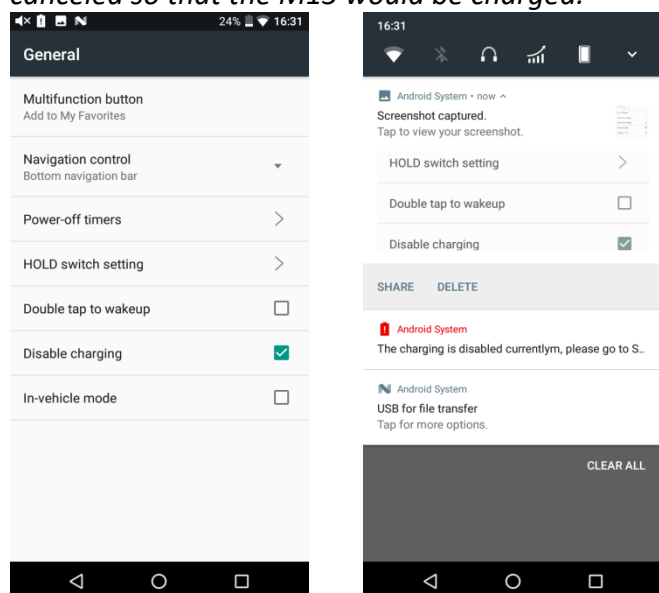 canceled so that the M15 would be charged.
24% 16:31
General
Multifunction button
Add to My Favorites
Navigation control
Bottom navigation bar
Power-off timers
HOLD switch setting
Double tap to wakeup
Disable charging
In-vehicle mode
16:31
Android System • now
Screenshot captured.
Tap to view your screenshot.
HOLD switch setting
Double tap to wakeup
Disable charging
SHARE DELETE
Android System
The charging is disabled currentlym, please go to S..
Android System
USB for file transfer
Tap for more options.
CLEAR ALL